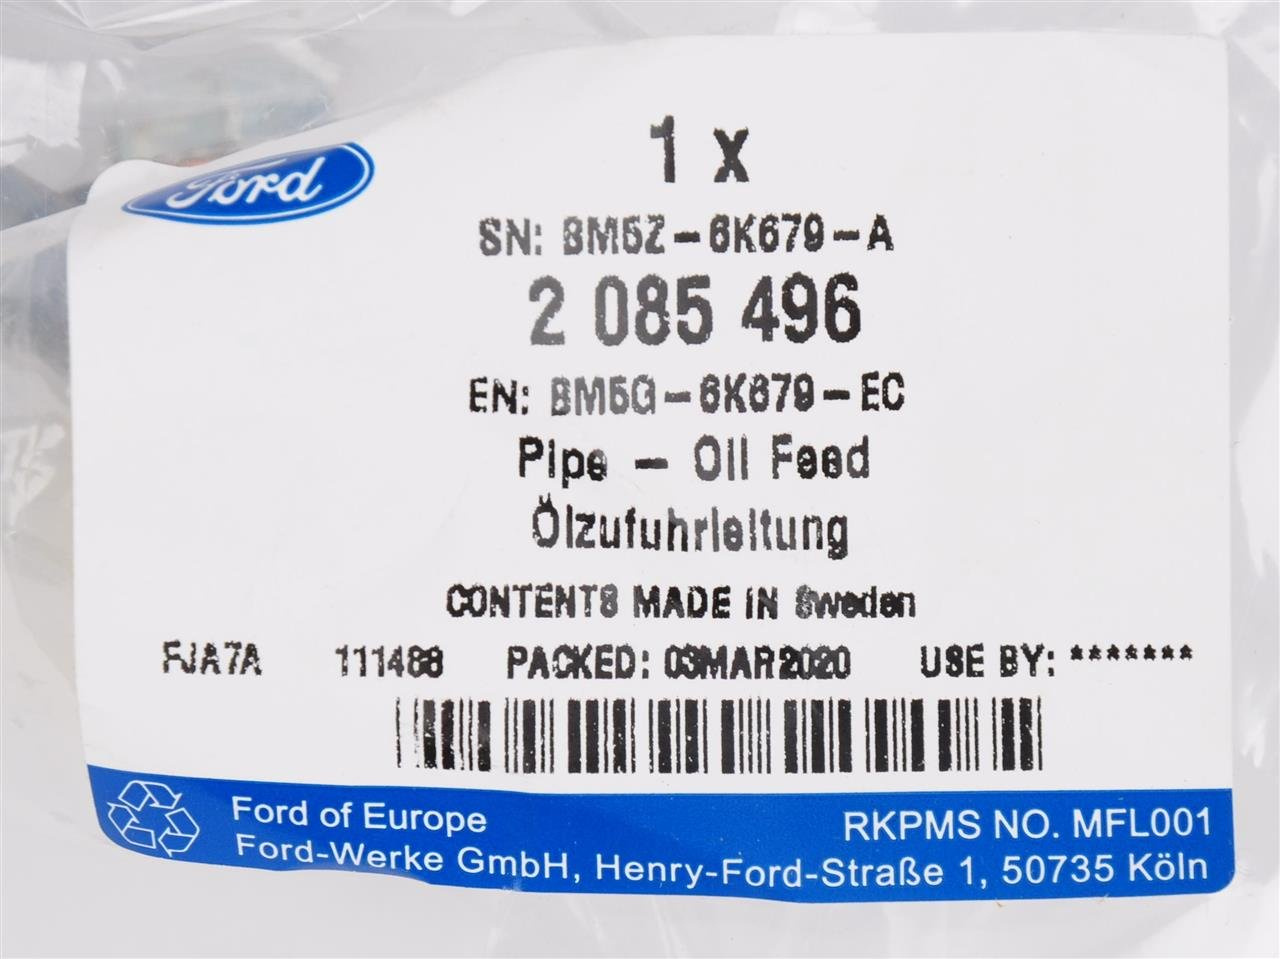 Ford
1 x
SN: BM5Z-6K679-A
2 085 496
EN: BM5G-6K679-EC
Pipe - Oil Feed
Ölzufuhrleitung
CONTENTS MADE IN Sweden
FJA7A 111488 PACKED: 03MAR2020 USE BY: *******
Ford of Europe
Ford-Werke GmbH, Henry-Ford-Straße 1, 50735 Köln
RKPMS NO. MFL001